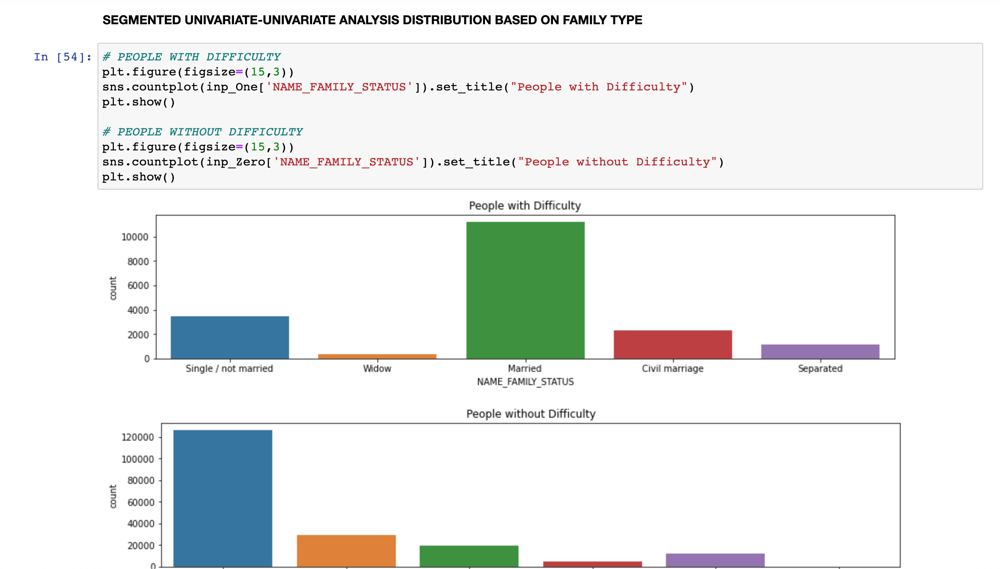 SEGMENTED UNIVARIATE-UNIVARIATE ANALYSIS DISTRIBUTION BASED ON FAMILY TYPE
In [54]:
# PEOPLE WITH DIFFICULTY
plt.figure(figsize=(15,3))
sns.countplot(inp_One['NAME_FAMILY_STATUS']).set_title("People with Difficulty")
plt.show()
# PEOPLE WITHOUT DIFFICULTY
plt.figure(figsize=(15,3))
sns.countplot(inp_Zero['NAME_FAMILY_STATUS']).set_title("People without Difficulty")
plt.show()
People with Difficulty
10000
8000
6000
4000
2000
0
count
Single / not married
Widow
Married
Civil marriage
Separated
NAME_FAMILY_STATUS
People without Difficulty
120000
100000
80000
60000
40000
20000
0
count